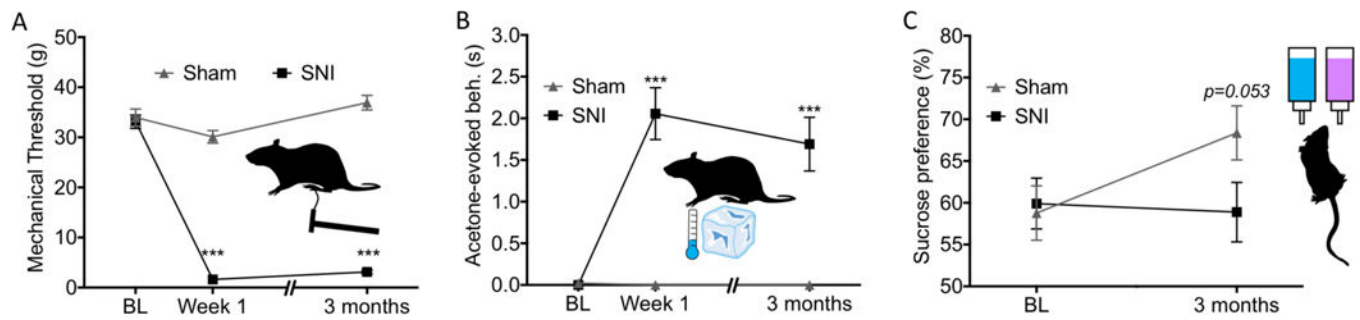 A
Mechanical Threshold (g)
50
40
30
20
10
0
Sham
SNI
***
***
BL
Week 1
3 months
B
Acetone-evoked beh. (s)
3.0
2.5
2.0
1.5
1.0
0.5
0.0
Sham
SNI
***
***
BL
Week 1
3 months
C
Sucrose preference (%)
80
75
70
65
60
55
50
Sham
SNI
p=0.053
BL
3 months